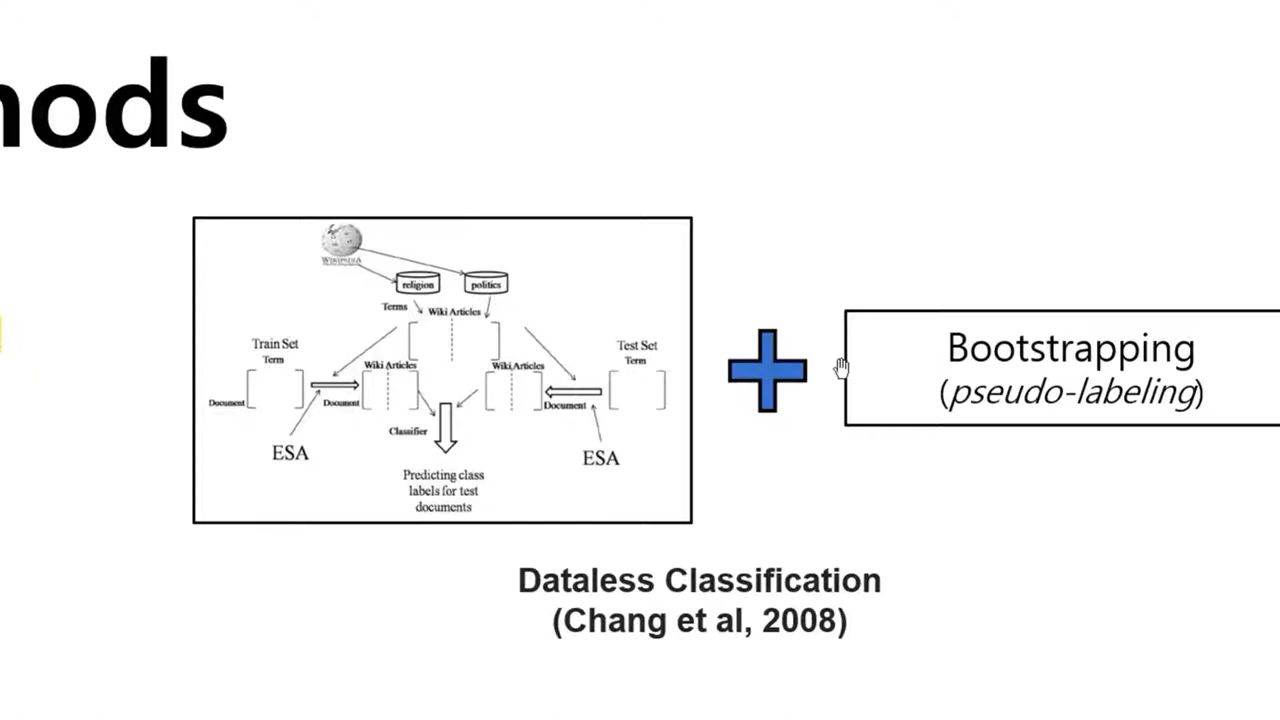 hods
WIKIPEDIA
religion
politics
Terms
Wiki Articles
Train Set
Term
Test Set
Term
Wiki Articles
Wiki Articles
Document
Document
Document
Classifier
ESA
ESA
Predicting class
labels for test
documents
Bootstrapping
(pseudo-labeling)
Dataless Classification
(Chang et al, 2008)